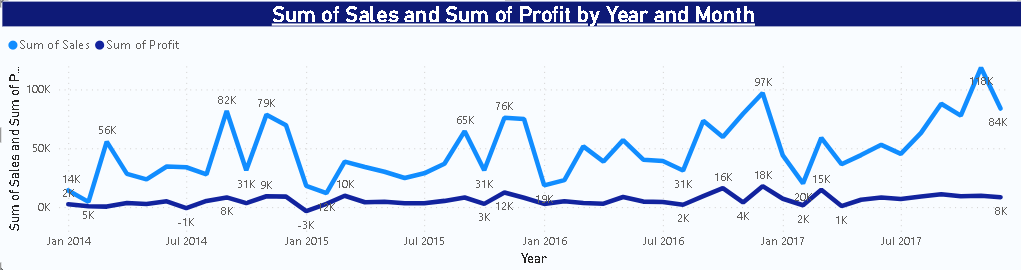 Sum of Sales and Sum of Profit by Year and Month
Sum of Sales Sum of Profit
Sum of Sales and Sum of P...
100K
50K
0K
14K
2K
5K
56K
-1K
82K
8K
31K
79K
9K
-3K
12K
10K
65K
31K
3K
76K
12K
19K
31K
2K
16K
4K
97K
18K
20K
2K
15K
1K
118K
84K
8K
Jan 2014 Jul 2014 Jan 2015 Jul 2015 Jan 2016 Jul 2016 Jan 2017 Jul 2017
Year